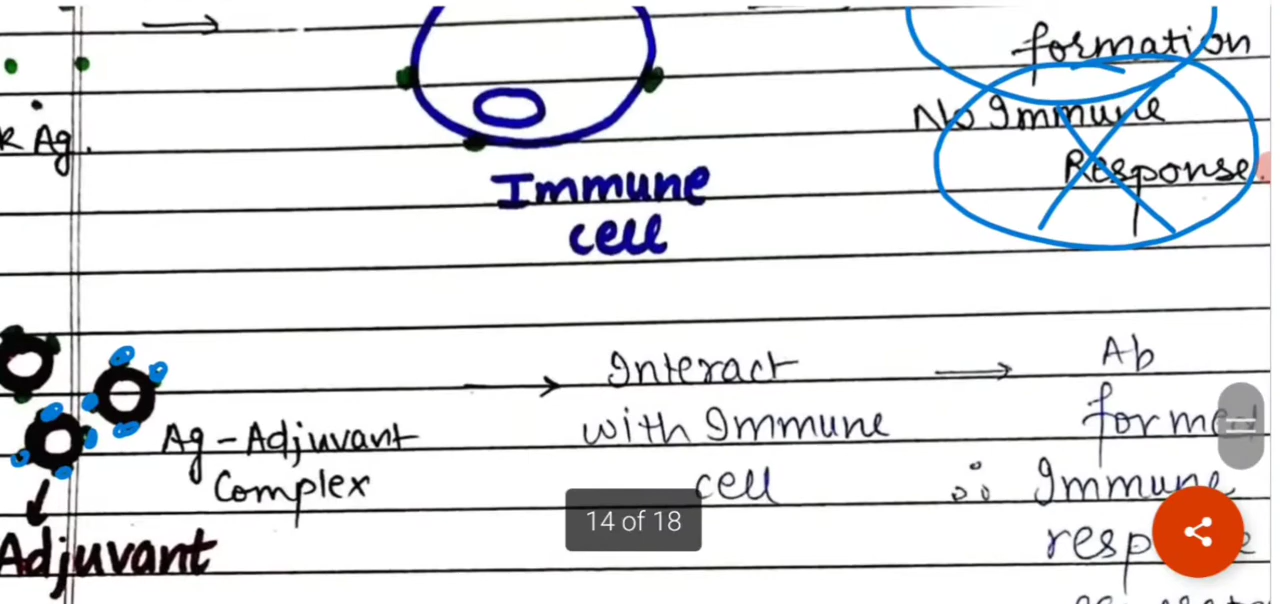 formation
No Immune
Response.
Ag.
Immune
cell
Interact
with Immune
cell
Ab
formed
∴ Immune
Ag-Adjuvant
Complex
Adjuvant
14 of 18